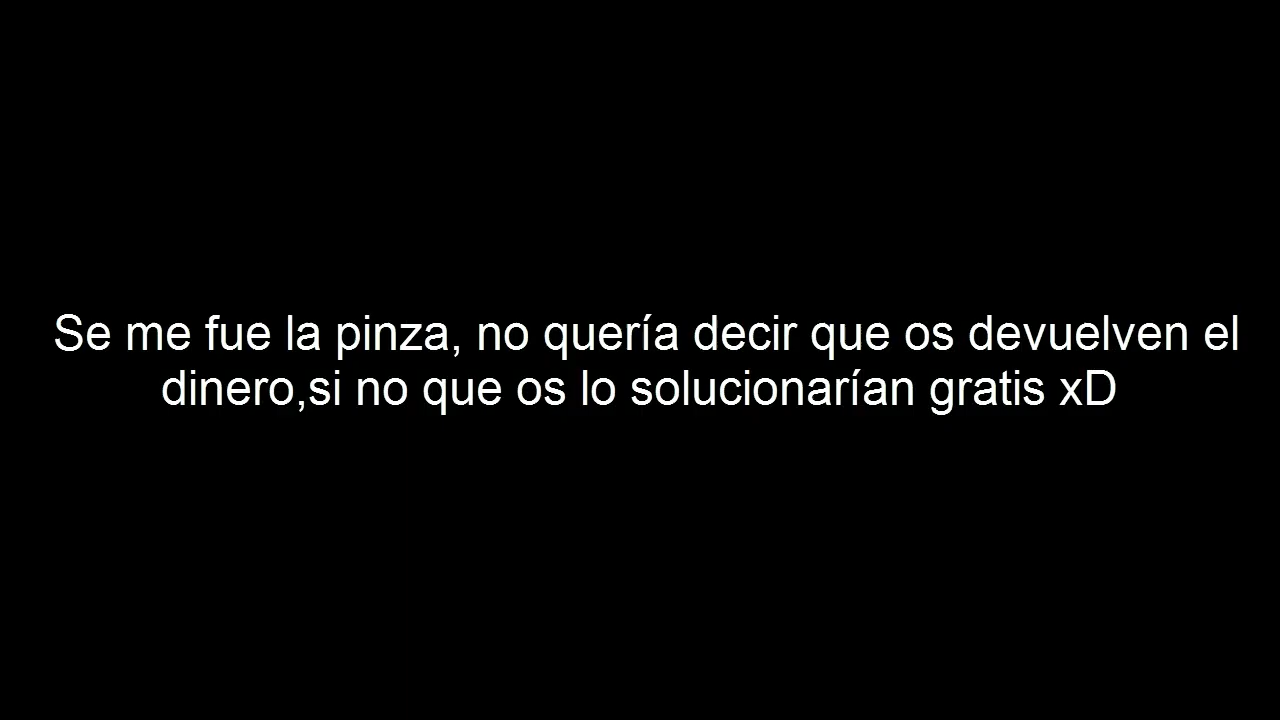 Se me fue la pinza, no quería decir que os devuelven el
dinero,si no que os lo solucionarían gratis xD